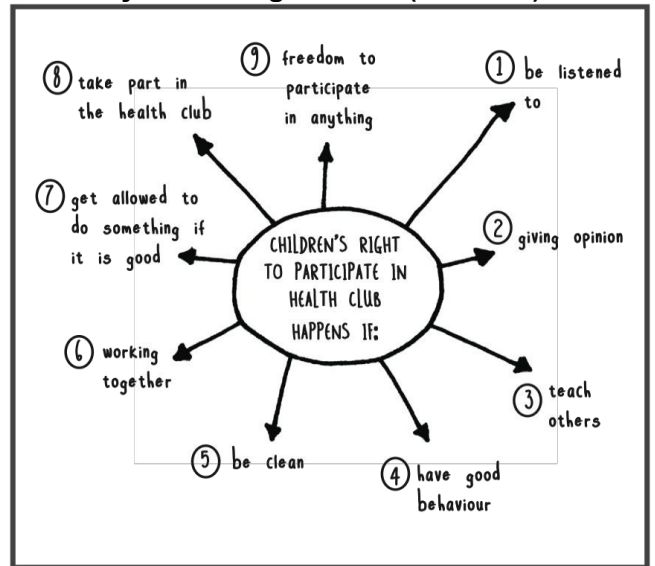 CHILDREN'S RIGHT
TO PARTICIPATE IN
HEALTH CLUB
HAPPENS IF:
1 be listened
to
2 giving opinion
3 teach
others
4 have good
behaviour
5 be clean
6 working
together
7 get allowed to
do something if
it is good
8 take part in
the health club
9 freedom to
participate
in anything